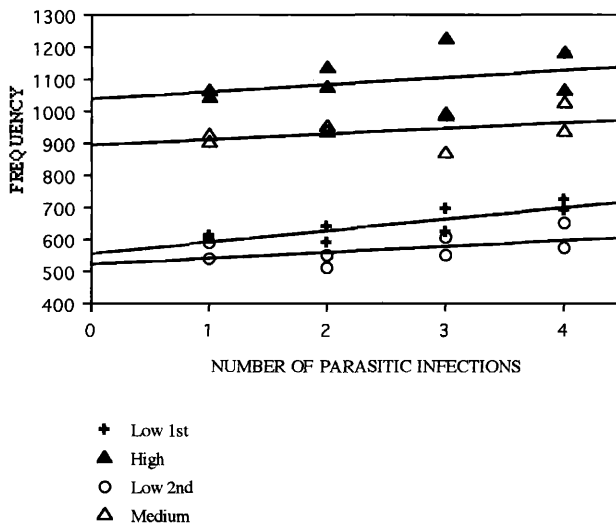 1300
1200
1100
1000
900
800
700
600
500
400
FREQUENCY
0 1 2 3 4
NUMBER OF PARASITIC INFECTIONS
Low 1st
High
Low 2nd
Medium